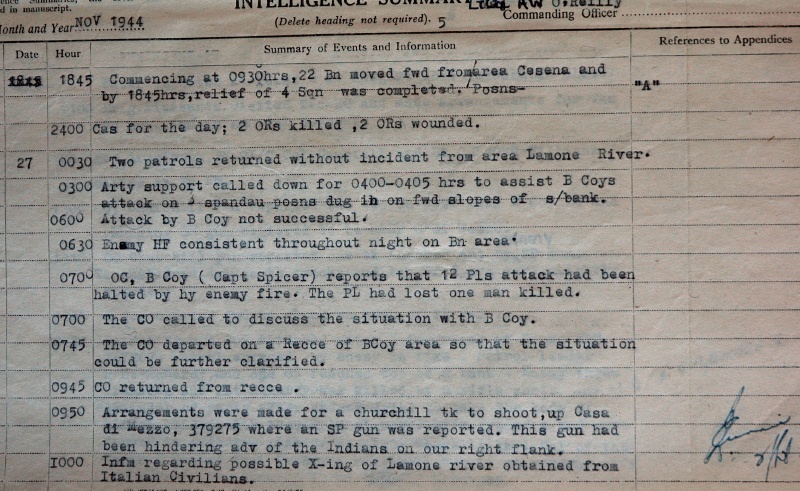 d in manuscript.
INTELLIGENCE SUMMARY
(Delete heading not required). 5
Commanding Officer
O'Reilly
Month and Year NOV 1944
Date Hour Summary of Events and Information References to Appendices
1845 Commencing at 0930hrs,22 Bn moved fwd from area Cesena and
by 1845hrs,relief of 4 Sqn was completed. Posns- "A"
2400 Cas for the day; 2 ORs killed ,2 ORs wounded.
27 0030 Two patrols returned without incident from area Lamone River.
0300 Arty support called down for 0400-0405 hrs to assist B Coys
attack on spandau posns dug in on fwd slopes of s/bank.
0600 Attack by B Coy not successful.
0630 Enemy HF consistent throughout night on Bn area.
0700 OC, B Coy ( Capt Spicer) reports that 12 Pls attack had been
halted by hy enemy fire. The PL had lost one man killed.
0700 The CO called to discuss the situation with B Coy.
0745 The CO departed on a Recce of BCoy area so that the situation
could be further clarified.
0945 CO returned from recce .
0950 Arrangements were made for a churchill tk to shoot,up Casa
di Mezzo, 379275 where an SP gun was reported. This gun had
been hindering adv of the Indians on our right flank.
1000 Infm regarding possible X-ing of Lamone river obtained from
Italian Civilians.